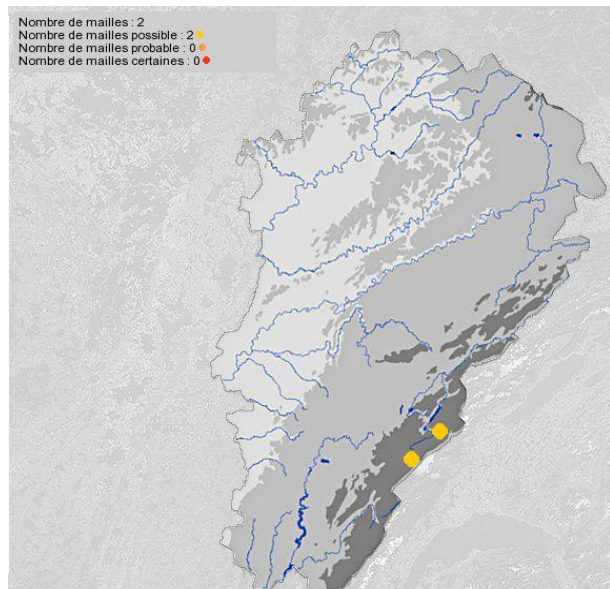 Nombre de mailles : 2
Nombre de mailles possible : 2
Nombre de mailles probable : 0
Nombre de mailles certaines : 0